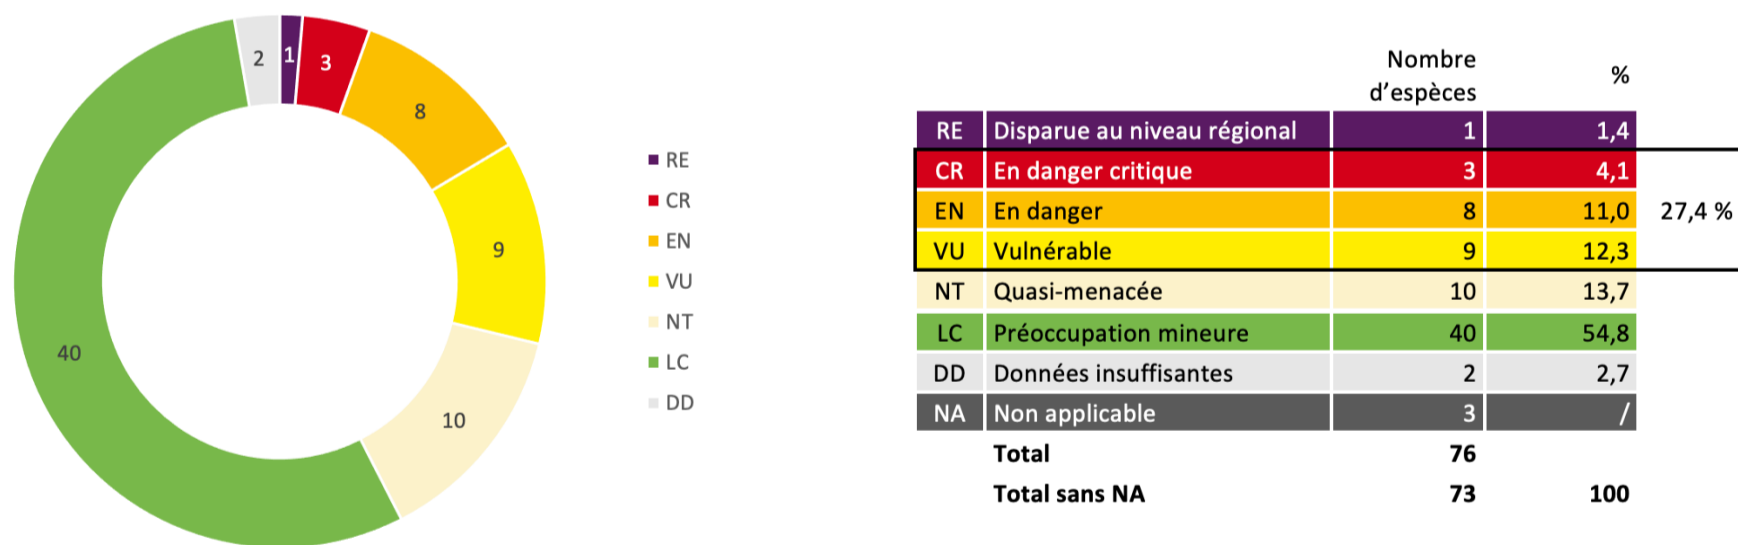 2
1
3
8
9
10
40
RE
CR
EN
VU
NT
LC
DD
Nombre
d’espèces
%
RE Disparue au niveau régional 1 1,4
CR En danger critique 3 4,1
EN En danger 8 11,0 27,4 %
VU Vulnérable 9 12,3
NT Quasi-menacée 10 13,7
LC Préoccupation mineure 40 54,8
DD Données insuffisantes 2 2,7
NA Non applicable 3 /
Total 76
Total sans NA 73 100